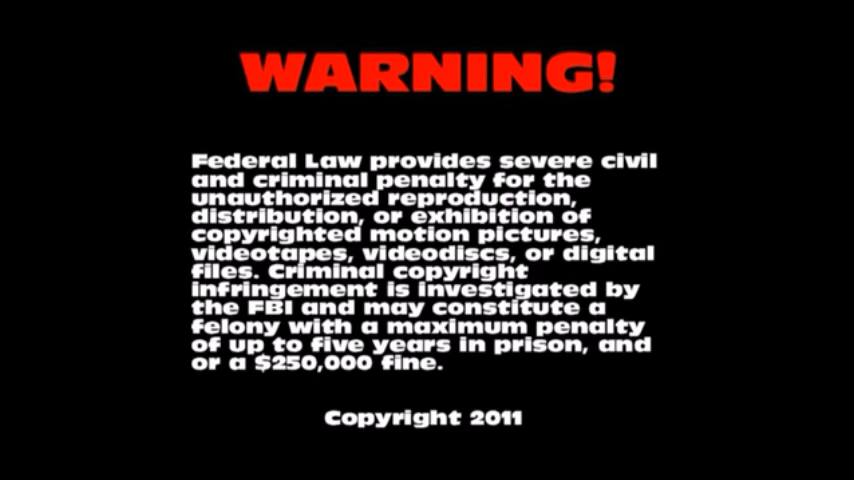 WARNING!
Federal Law provides severe civil
and criminal penalty for the
unauthorized reproduction,
distribution, or exhibition of
copyrighted motion pictures,
videotapes, videodiscs, or digital
files. Criminal copyright
infringement is investigated by
the FBI and may constitute a
felony with a maximum penalty
of up to five years in prison, and
or a $250,000 fine.
Copyright 2011